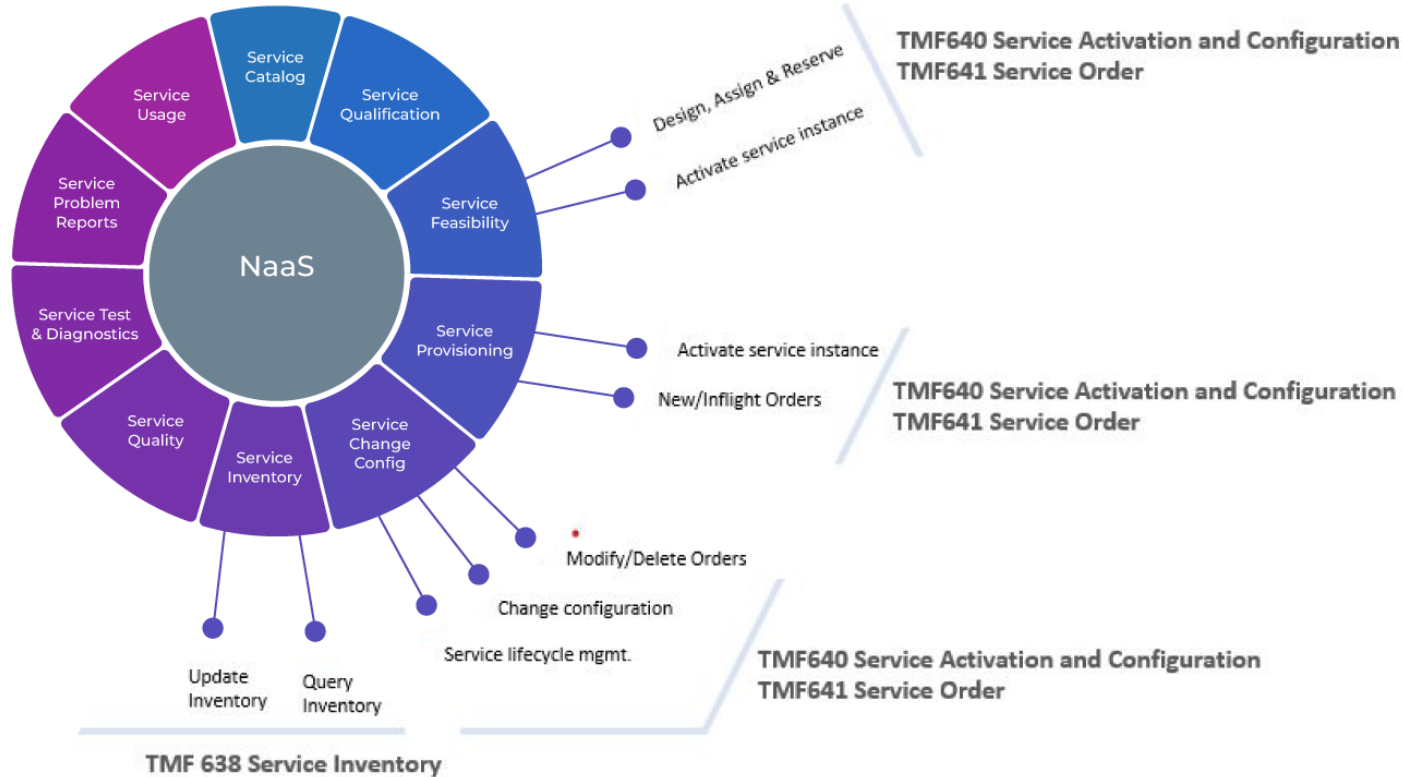 Service
Catalog
Service
Qualification
Service
Feasibility
Service
Provisioning
Service
Change
Config
Service
Inventory
Service
Quality
Service Test
& Diagnostics
Service
Problem
Reports
Service
Usage
NaaS
Design, Assign & Reserve
Activate service instance
TMF640 Service Activation and Configuration
TMF641 Service Order
Activate service instance
New/Inflight Orders
TMF640 Service Activation and Configuration
TMF641 Service Order
Modify/Delete Orders
Change configuration
Service lifecycle mgmt.
TMF640 Service Activation and Configuration
TMF641 Service Order
Update
Inventory
Query
Inventory
TMF 638 Service Inventory